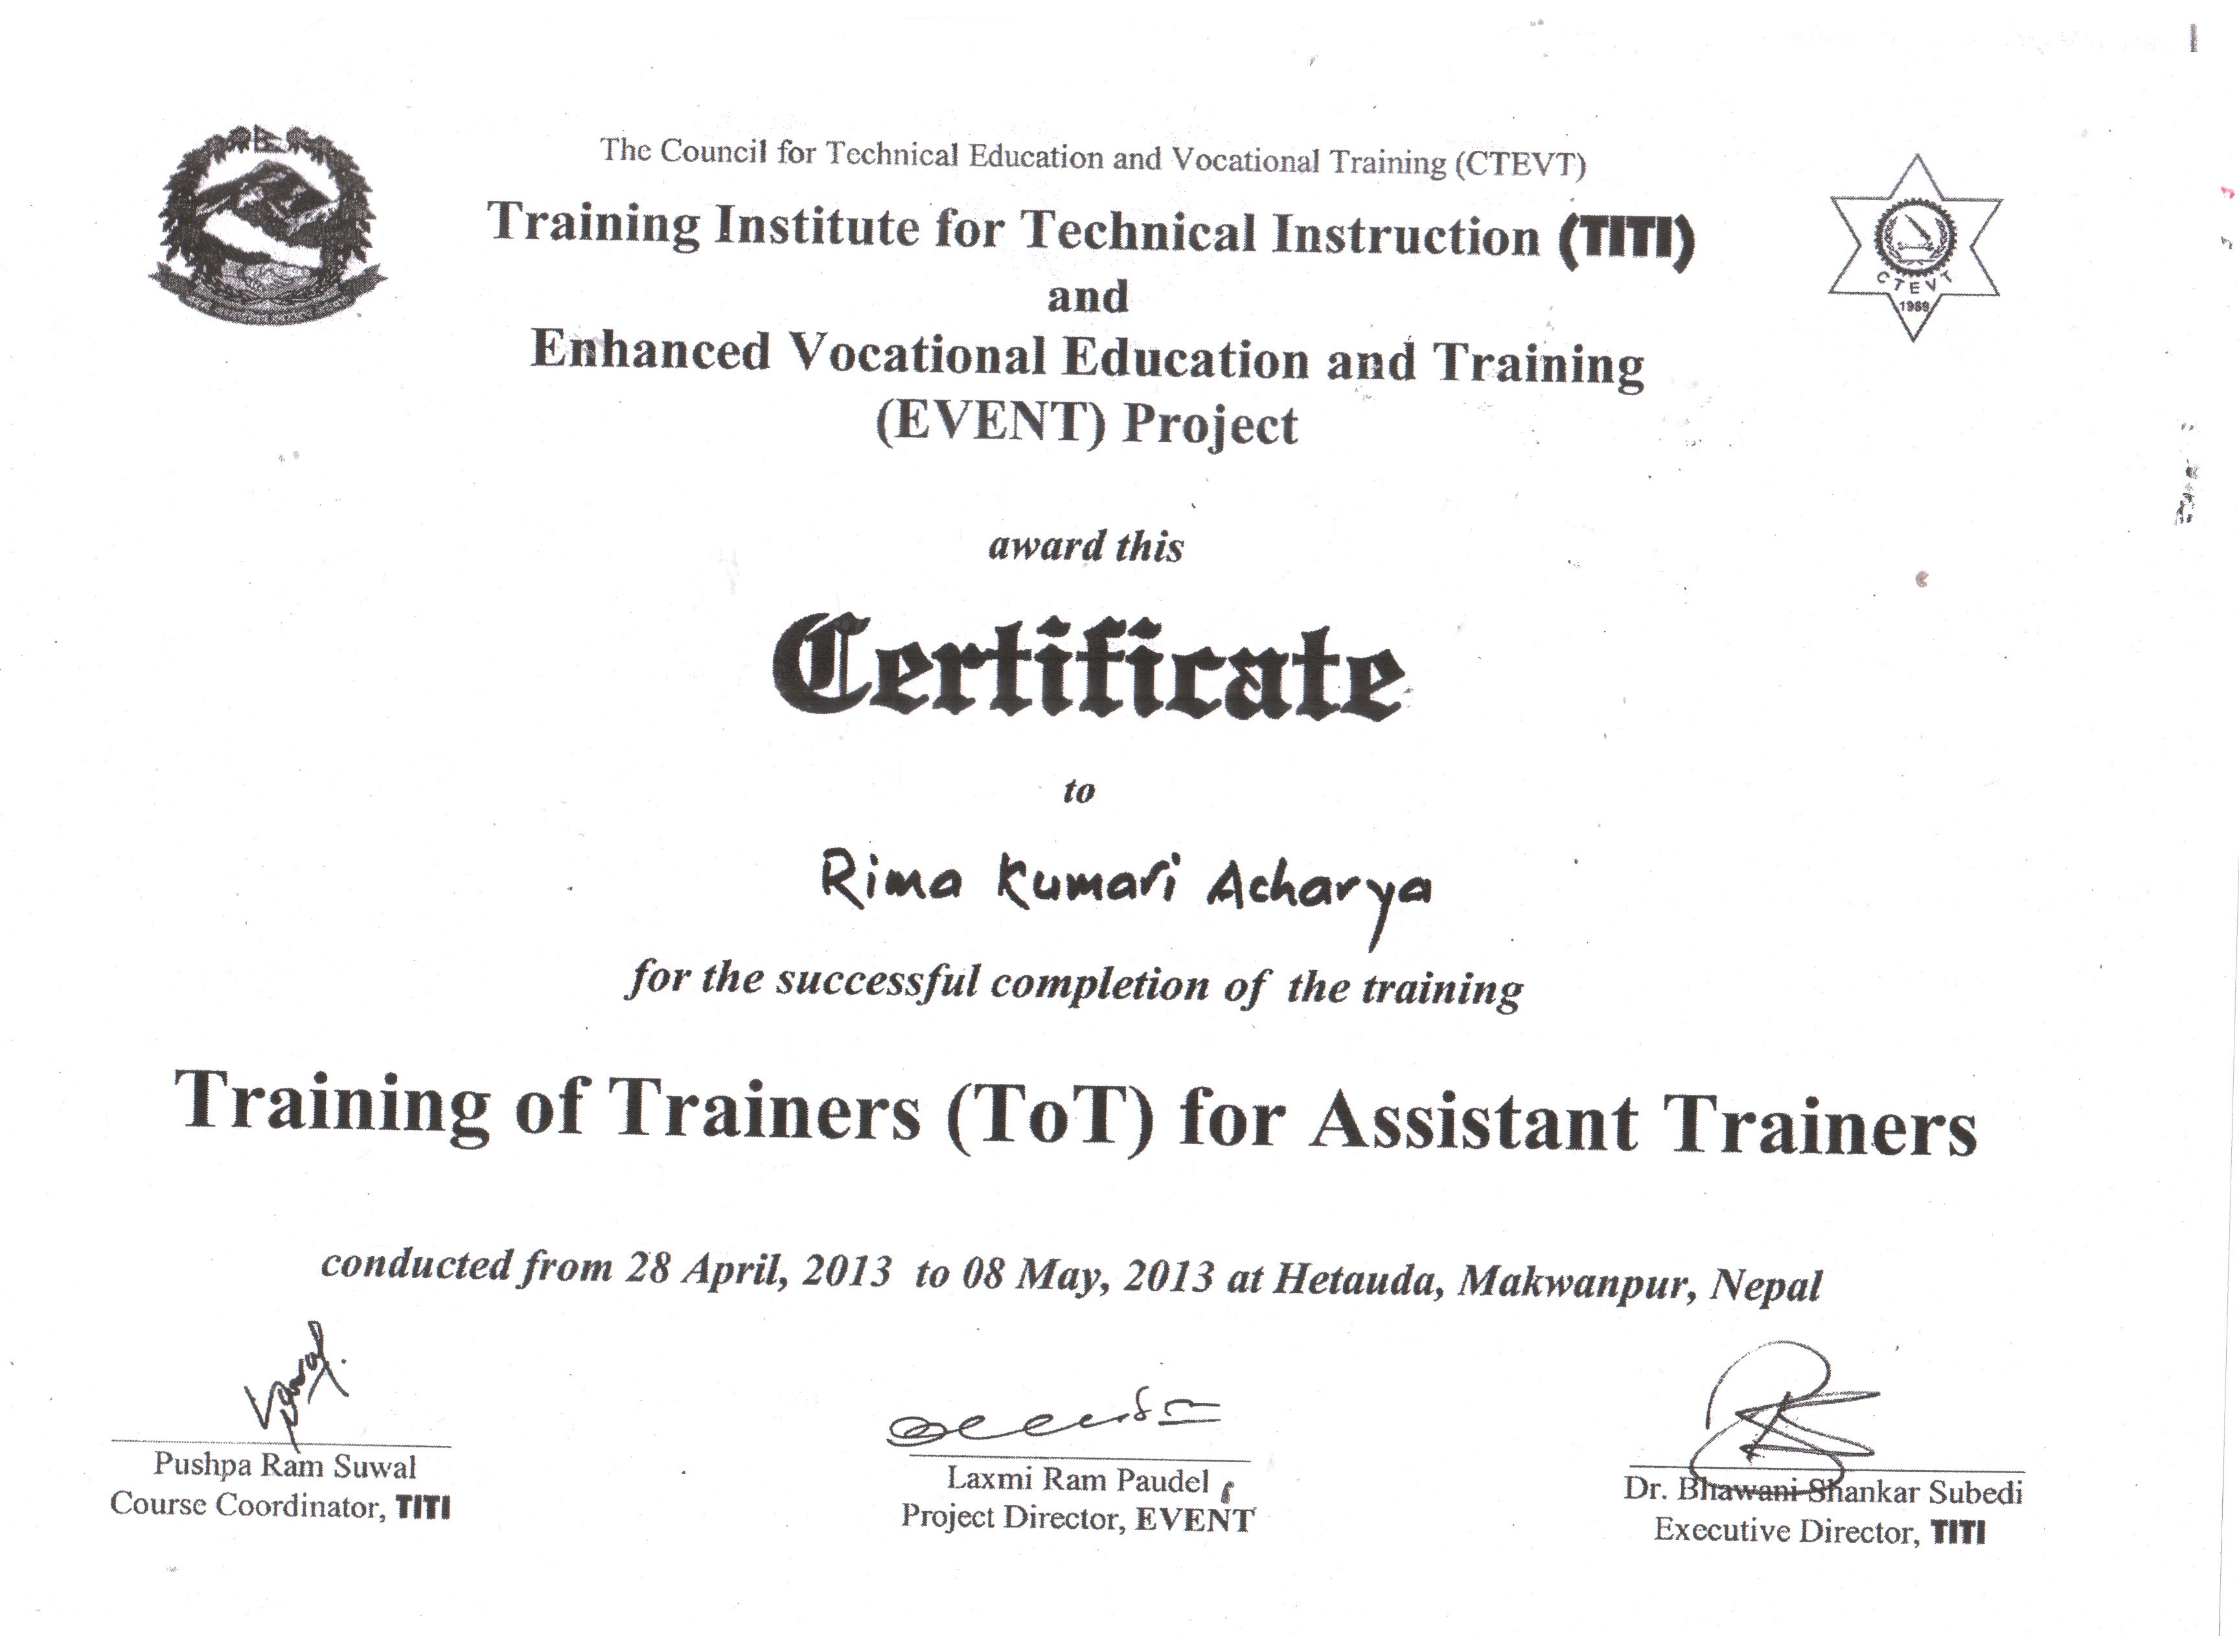 The Council for Technical Education and Vocational Training (CTEVT)
Training Institute for Technical Instruction (TITI)
and
Enhanced Vocational Education and Training
(EVENT) Project
CTEVT
1989
award this
Certificate
to
Rima Kumari Acharya
for the successful completion of the training
Training of Trainers (ToT) for Assistant Trainers
conducted from 28 April, 2013 to 08 May, 2013 at Hetauda, Makwanpur, Nepal
Pushpa Ram Suwal
Course Coordinator, TITI
Laxmi Ram Paudel
Project Director, EVENT
Dr. Bhawani Shankar Subedi
Executive Director, TITI